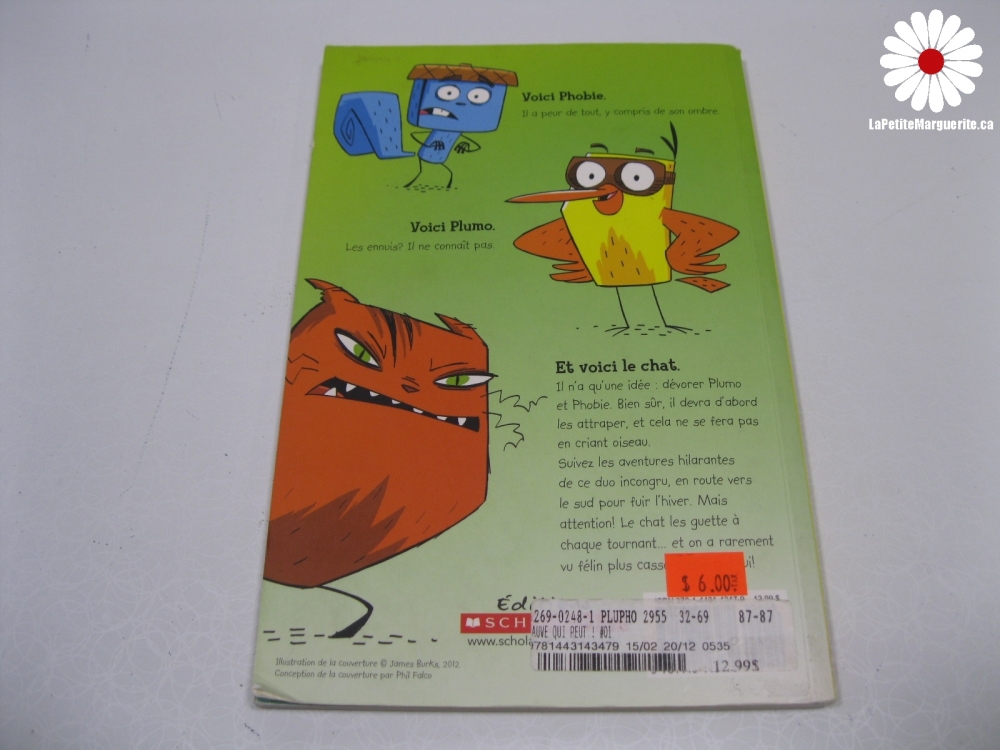 LaPetiteMarguerite.ca
Voici Phobie.
Il a peur de tout, y compris de son ombre.
Voici Plumo.
Les ennuis? Il ne connaît pas.
Et voici le chat.
Il n'a qu'une idée : dévorer Plumo
et Phobie. Bien sûr, il devra d'abord
les attraper, et cela ne se fera pas
en criant oiseau.
Suivez les aventures hilarantes
de ce duo incongru, en route vers
le sud pour fuir l'hiver. Mais
attention! Le chat les guette à
chaque tournant... et on a rarement
vu félin plus
$ 6.00
12.99$
269-0248-1 PLUPHO 2955 32-69 87-87
AUVE QUI PEUT ! #01
9781443143479 15/02 20/12 0535
12.99$
Illustration de la couverture © James Burks, 2012
Conception de la couverture par Phil Falco